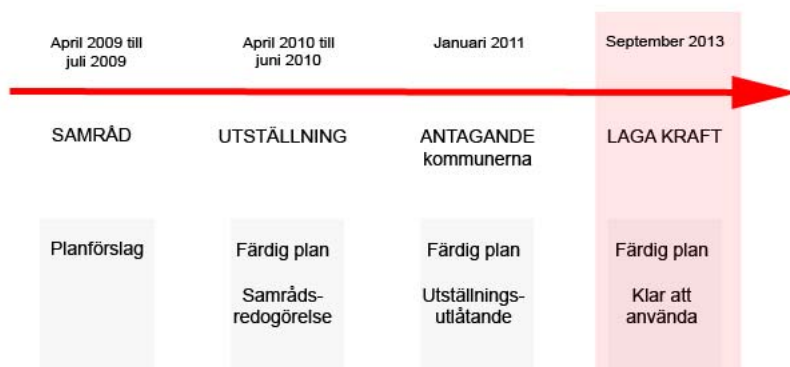 April 2009 till
juli 2009
April 2010 till
juni 2010
Januari 2011
September 2013
SAMRÅD
UTSTÄLLNING
ANTAGANDE
kommunerna
LAGA KRAFT
Planförslag
Färdig plan
Samråds-
redogörelse
Färdig plan
Utställnings-
utlåtande
Färdig plan
Klar att
använda